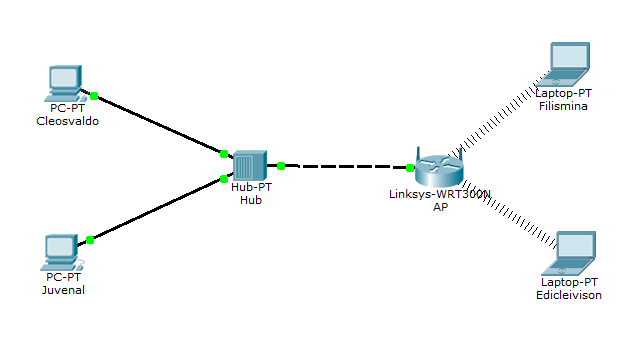 PC-PT
Cleosvaldo
Laptop-PT
Filismina
Hub-PT
Hub
Linksys-WRT300N
AP
PC-PT
Juvenal
Laptop-PT
Edicleivison